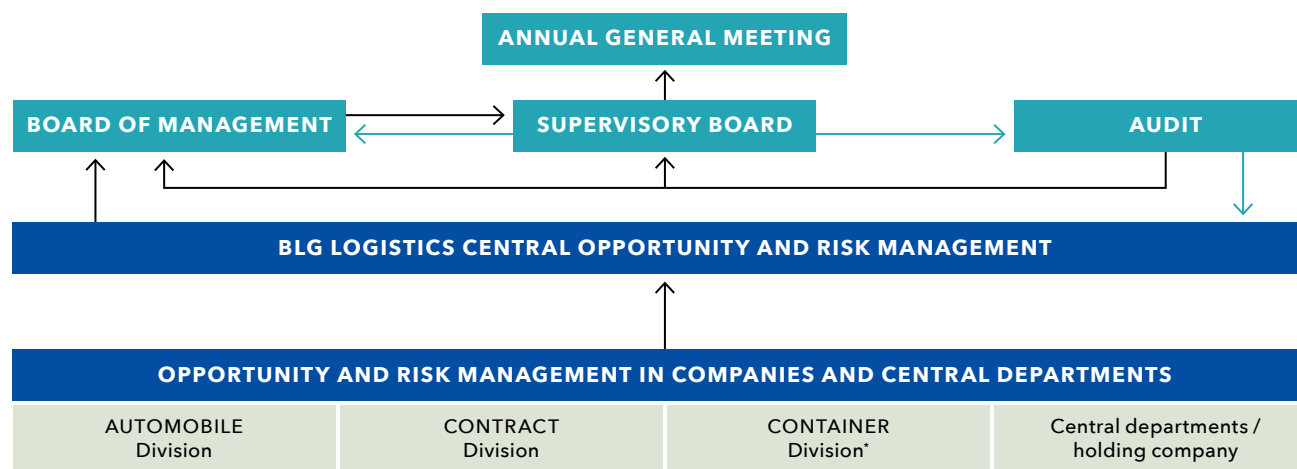 ANNUAL GENERAL MEETING
BOARD OF MANAGEMENT
SUPERVISORY BOARD
AUDIT
BLG LOGISTICS CENTRAL OPPORTUNITY AND RISK MANAGEMENT
OPPORTUNITY AND RISK MANAGEMENT IN COMPANIES AND CENTRAL DEPARTMENTS
AUTOMOBILE
Division
CONTRACT
Division
CONTAINER
Division*
Central departments /
holding company